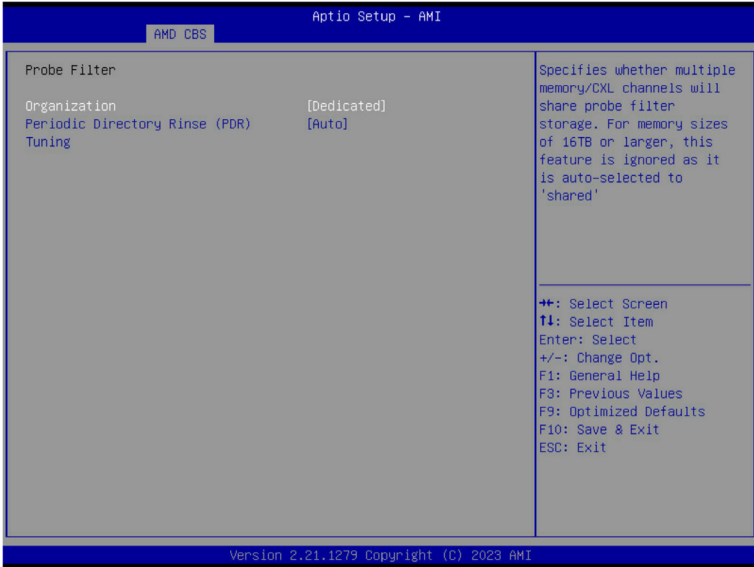 Aptio Setup - AMI
AMD CBS
Probe Filter
Organization [Dedicated]
Periodic Directory Rinse (PDR) [Auto]
Tuning
Specifies whether multiple
memory/CXL channels will
share probe filter
storage. For memory sizes
of 16TB or larger, this
feature is ignored as it
is auto-selected to
'shared'
→←: Select Screen
↑↓: Select Item
Enter: Select
+/-: Change Opt.
F1: General Help
F3: Previous Values
F9: Optimized Defaults
F10: Save & Exit
ESC: Exit
Version 2.21.1279 Copyright (C) 2023 AMI